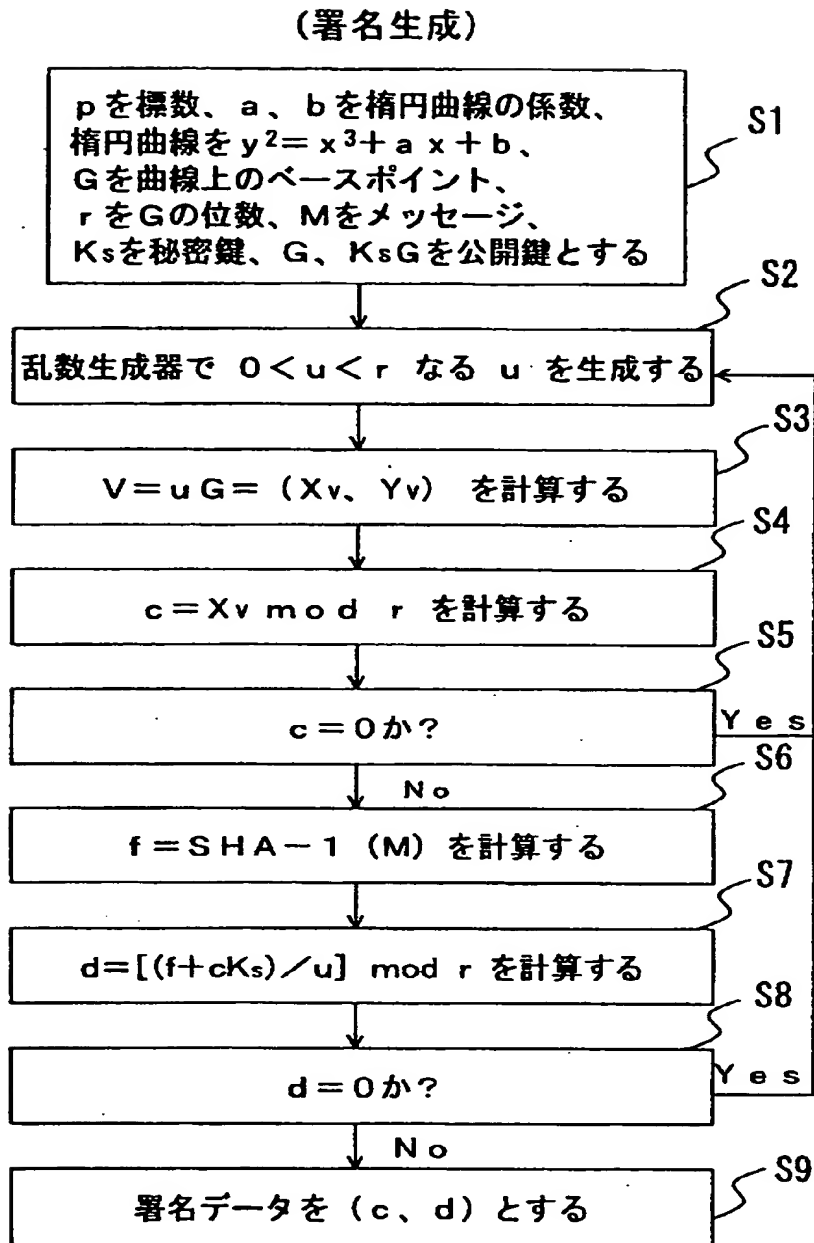 (署名生成)
pを標数、a、bを楕円曲線の係数、
楕円曲線をy²=x³+ax+b、
Gを曲線上のベースポイント、
rをGの位数、Mをメッセージ、
Ksを秘密鍵、G、KsGを公開鍵とする
S1
S2
乱数生成器で 0<u<r なる u を生成する
S3
V=uG=(Xv、Yv) を計算する
S4
c=Xv mod r を計算する
S5
c=0か?
Yes
No
S6
f=SHA-1 (M) を計算する
S7
d=[(f+cKs)/u] mod r を計算する
S8
d=0か?
Yes
No
S9
署名データを (c、d) とする